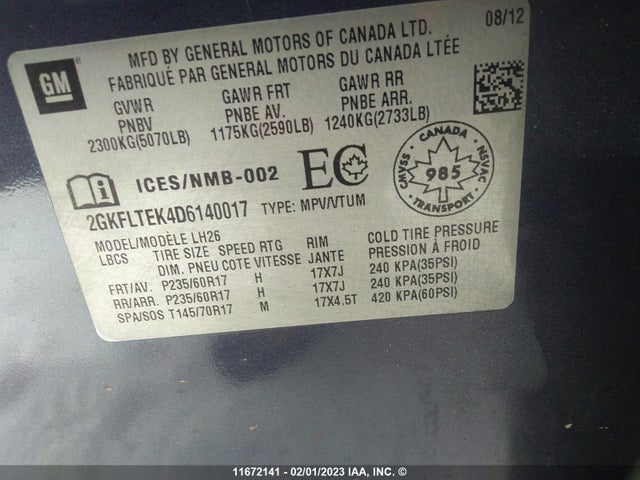 GM
08/12
MFD BY GENERAL MOTORS OF CANADA LTD.
FABRIQUÉ PAR GENERAL MOTORS DU CANADA LTÉE
GVWR GAWR FRT GAWR RR
PNBV PNBE AV. PNBE ARR.
2300KG(5070LB) 1175KG(2590LB) 1240KG(2733LB)
ICES/NMB-002 EC
CANADA
CMVSS 985 NSVAC
2GKFLTEK4D6140017 TYPE: MPV/VTUM
MODEL/MODÈLE LH26
LBCS TIRE SIZE SPEED RTG RIM COLD TIRE PRESSURE
DIM. PNEU COTE VITESSE JANTE PRESSION À FROID
FRT/AV. P235/60R17 H 17X7J 240 KPA(35PSI)
RR/ARR. P235/60R17 H 17X7J 240 KPA(35PSI)
SPA/SOS T145/70R17 M 17X4.5T 420 KPA(60PSI)
11672141 - 02/01/2023 IAA, INC. ©